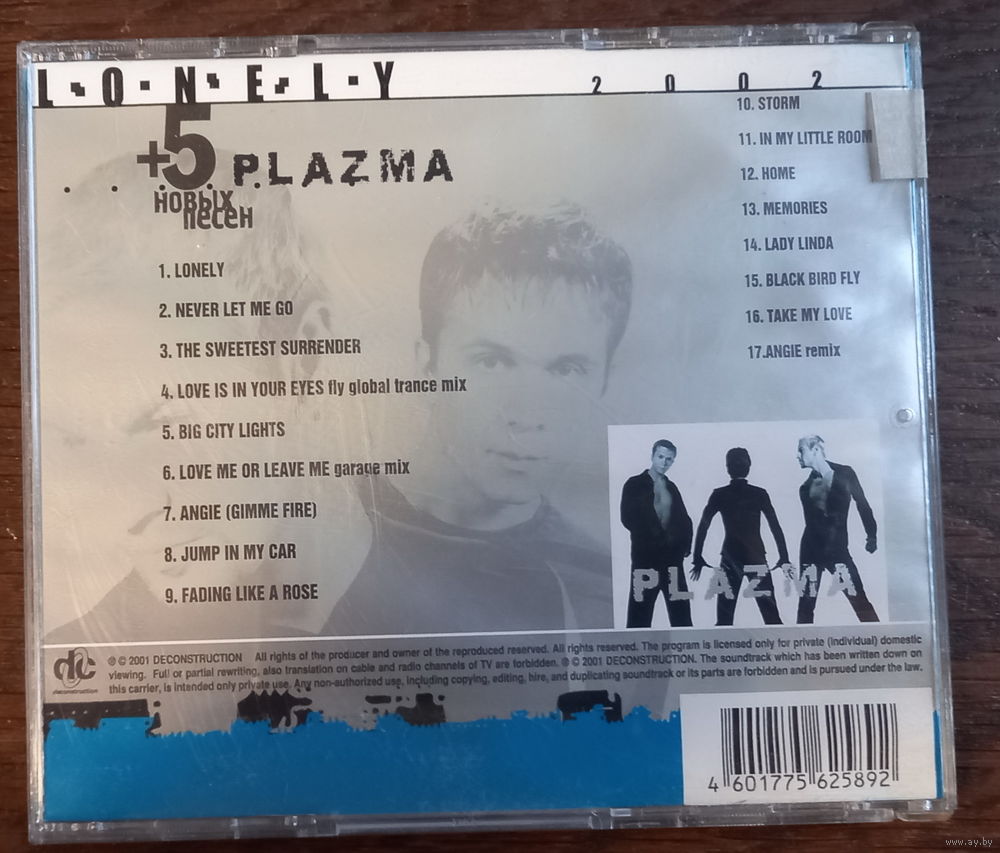 LONELY 2002
+5 PLAZMA
новых
песен
1. LONELY
2. NEVER LET ME GO
3. THE SWEETEST SURRENDER
4. LOVE IS IN YOUR EYES fly global trance mix
5. BIG CITY LIGHTS
6. LOVE ME OR LEAVE ME garage mix
7. ANGIE (GIMME FIRE)
8. JUMP IN MY CAR
9. FADING LIKE A ROSE
10. STORM
11. IN MY LITTLE ROOM
12. HOME
13. MEMORIES
14. LADY LINDA
15. BLACK BIRD FLY
16. TAKE MY LOVE
17.ANGIE remix
PLAZMA
dc
deconstruction
℗ © 2001 DECONSTRUCTION All rights of the producer and owner of the reproduced reserved. All rights reserved. The program is licensed only for private (individual) domestic
viewing. Full or partial rewriting, also translation on cable and radio channels of TV are forbidden. ℗ © 2001 DECONSTRUCTION. The soundtrack which has been written down on
this carrier, is intended only private use. Any non-authorized use, including copying, editing, hire, and duplicating soundtrack or its parts are forbidden and is pursued under the law.
4 601775 625892
www.ay.by